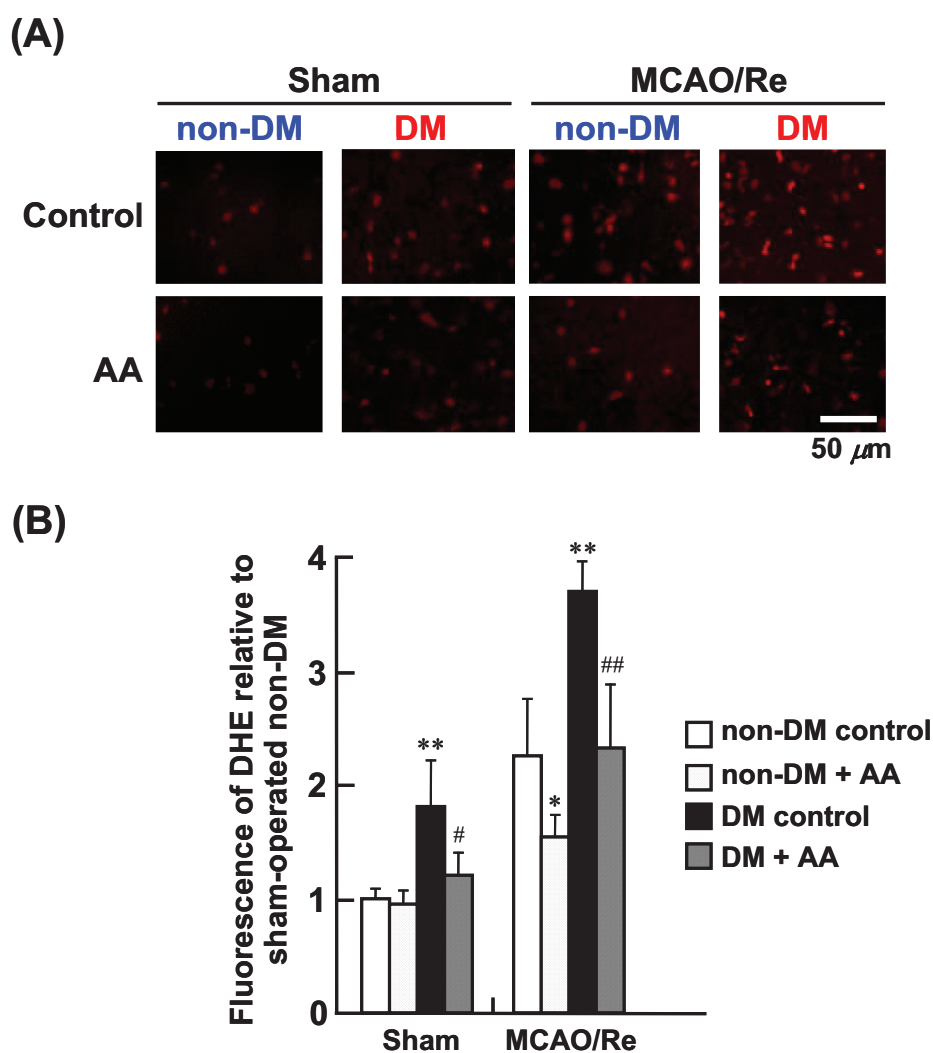 (A)
Sham MCAO/Re
non-DM DM non-DM DM
Control
AA
50 μm
(B)
Fluorescence of DHE relative to
sham-operated non-DM
4
3
2
1
0
**
#
*
**
##
Sham MCAO/Re
non-DM control
non-DM + AA
DM control
DM + AA